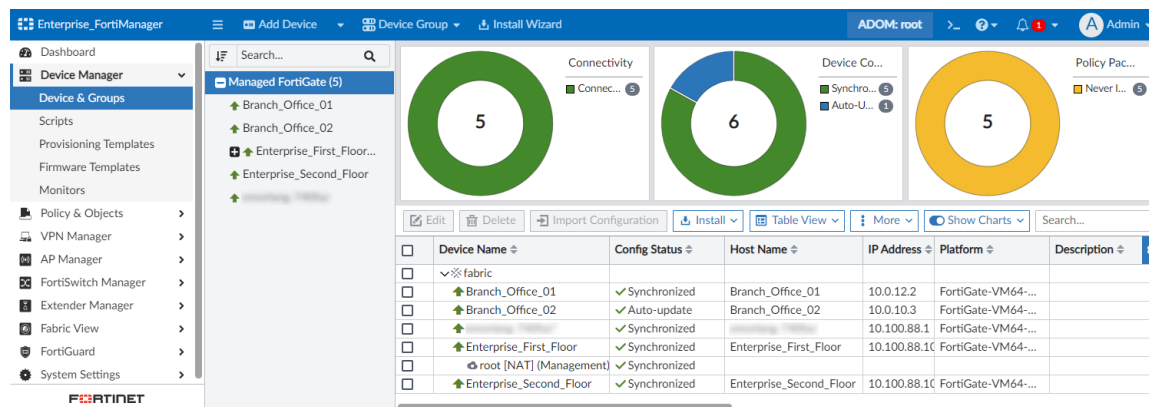 Enterprise_FortiManager
Add Device
Device Group
Install Wizard
ADOM: root
>_
?
1
A Admin
Dashboard
Device Manager
Device & Groups
Scripts
Provisioning Templates
Firmware Templates
Monitors
Policy & Objects
VPN Manager
AP Manager
FortiSwitch Manager
Extender Manager
Fabric View
FortiGuard
System Settings
FORTINET
Search...
Managed FortiGate (5)
Branch_Office_01
Branch_Office_02
Enterprise_First_Floor...
Enterprise_Second_Floor
5
Connectivity
Connec... 5
6
Device Co...
Synchro... 5
Auto-U... 1
5
Policy Pac...
Never I... 5
Edit Delete Import Configuration Install Table View More Show Charts Search...
Device Name Config Status Host Name IP Address Platform Description
fabric
Branch_Office_01 Synchronized Branch_Office_01 10.0.12.2 FortiGate-VM64-...
Branch_Office_02 Auto-update Branch_Office_02 10.0.10.3 FortiGate-VM64-...
Synchronized 10.100.88.1 FortiGate-VM64-...
Enterprise_First_Floor Synchronized Enterprise_First_Floor 10.100.88.10 FortiGate-VM64-...
root [NAT] (Management) Synchronized
Enterprise_Second_Floor Synchronized Enterprise_Second_Floor 10.100.88.10 FortiGate-VM64-...